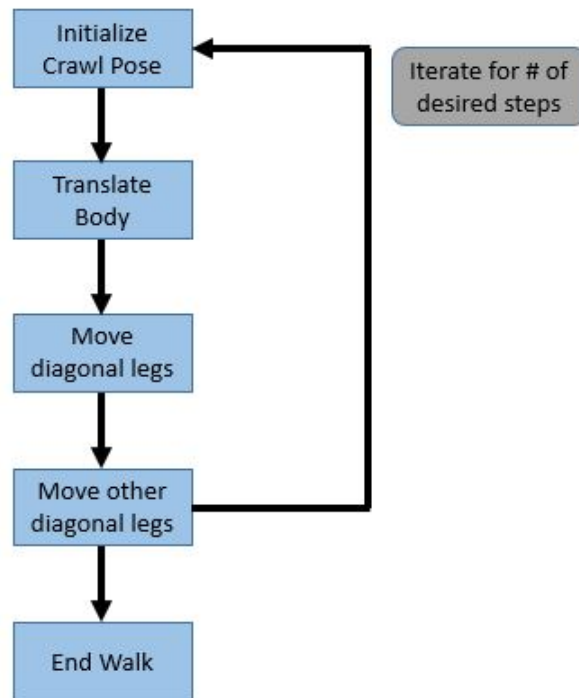 Initialize
Crawl Pose
Iterate for # of
desired steps
Translate
Body
Move
diagonal legs
Move other
diagonal legs
End Walk